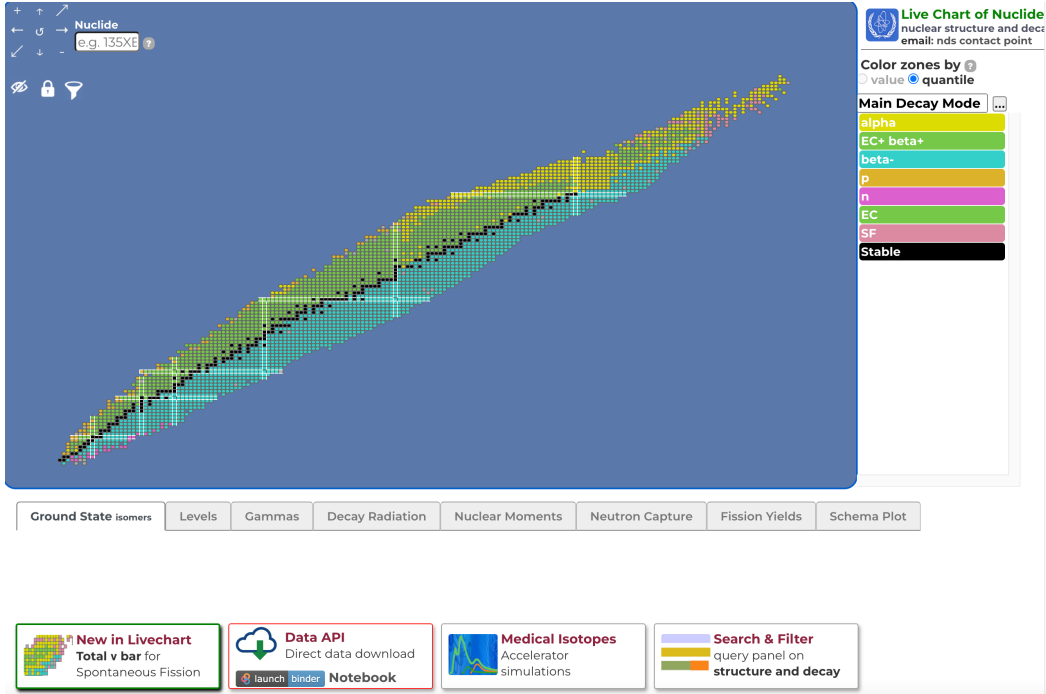 Nuclide
e.g. 135XE
?
Live Chart of Nuclide
nuclear structure and deca
email: nds contact point
Color zones by ?
value quantile
Main Decay Mode ...
alpha
EC+ beta+
beta-
p
n
EC
SF
Stable
Ground State isomers
Levels
Gammas
Decay Radiation
Nuclear Moments
Neutron Capture
Fission Yields
Schema Plot
New in Livechart
Total ν bar for
Spontaneous Fission
Data API
Direct data download
launch binder Notebook
Medical Isotopes
Accelerator
simulations
Search & Filter
query panel on
structure and decay